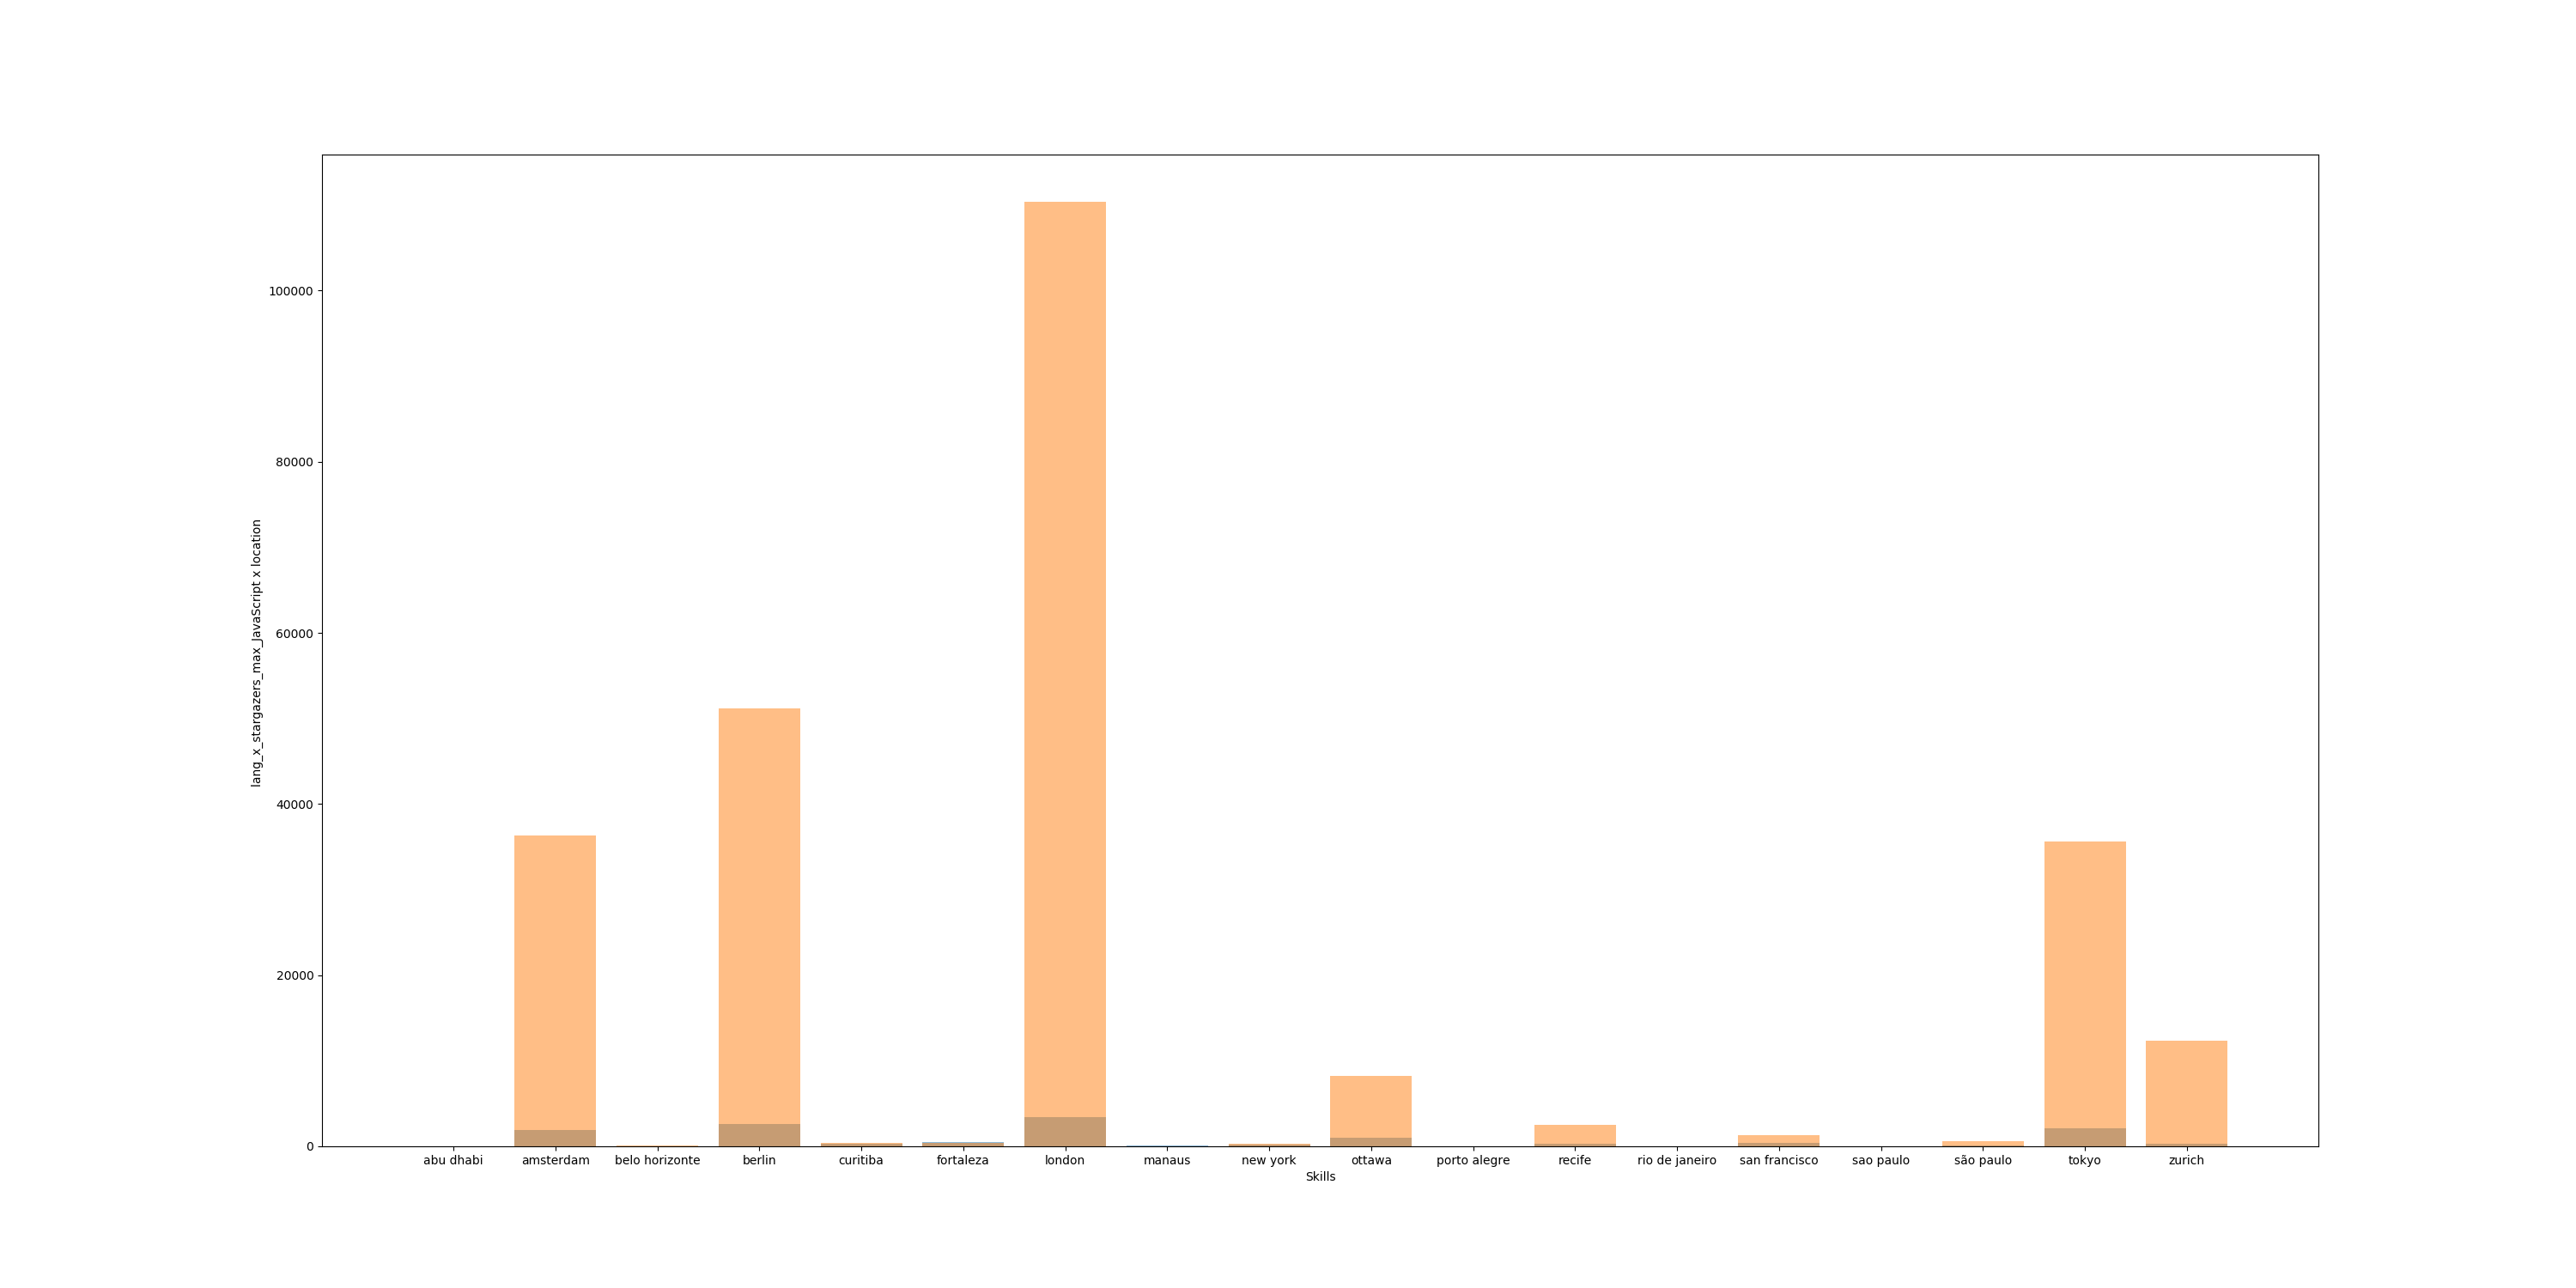 100000
80000
60000
40000
20000
0
lang_x_stargazers_max_JavaScript x location
abu dhabi amsterdam belo horizonte berlin curitiba fortaleza london manaus new york ottawa porto alegre recife rio de janeiro san francisco sao paulo são paulo tokyo zurich
Skills